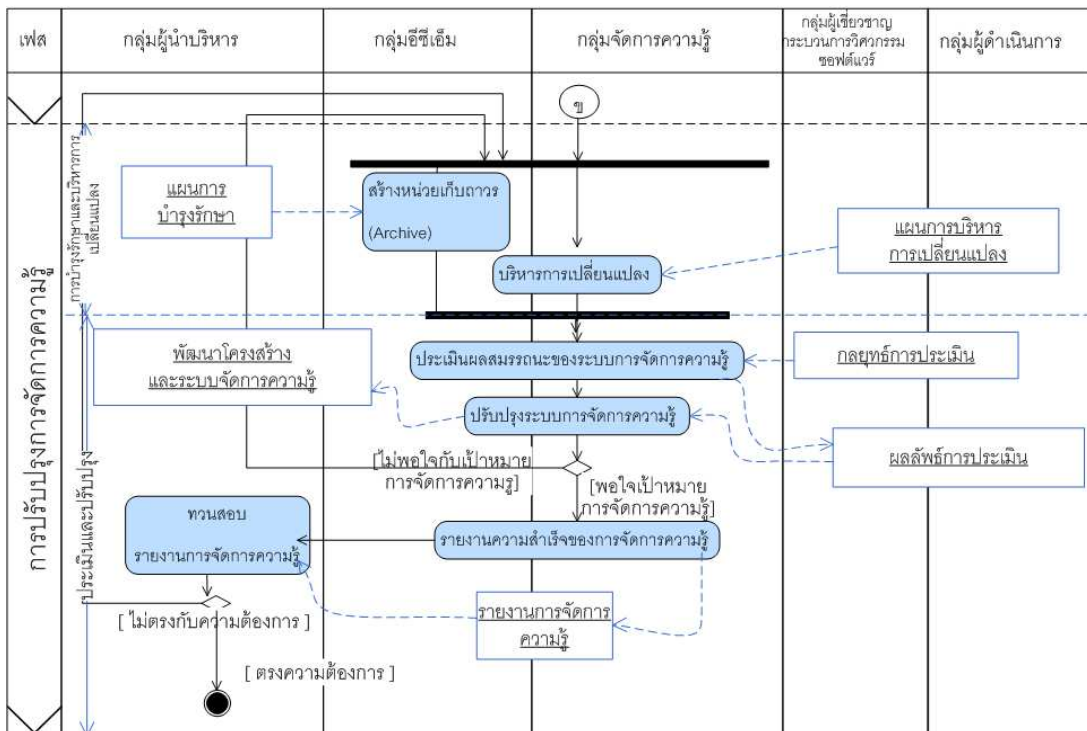 เฟส
กลุ่มผู้นำบริหาร
กลุ่มอีซีเอ็ม
กลุ่มจัดการความรู้
กลุ่มผู้เชี่ยวชาญ
กระบวนการวิศวกรรม
ซอฟต์แวร์
กลุ่มผู้ดำเนินการ
ข
การปรับปรุงการจัดการความรู้
การบำรุงรักษาและบริหารการ
เปลี่ยนแปลง
แผนการ
บำรุงรักษา
สร้างหน่วยเก็บถาวร
(Archive)
แผนการบริหาร
การเปลี่ยนแปลง
บริหารการเปลี่ยนแปลง
ประเมินและปรับปรุง
พัฒนาโครงสร้าง
และระบบจัดการความรู้
ประเมินผลสมรรถนะของระบบการจัดการความรู้
กลยุทธ์การประเมิน
ปรับปรุงระบบการจัดการความรู้
ผลลัพธ์การประเมิน
[ไม่พอใจกับเป้าหมาย
การจัดการความรู้]
[พอใจเป้าหมาย
การจัดการความรู้]
ทวนสอบ
รายงานการจัดการความรู้
รายงานความสำเร็จของการจัดการความรู้
[ ไม่ตรงกับความต้องการ ]
รายงานการจัดการ
ความรู้
[ ตรงความต้องการ ]